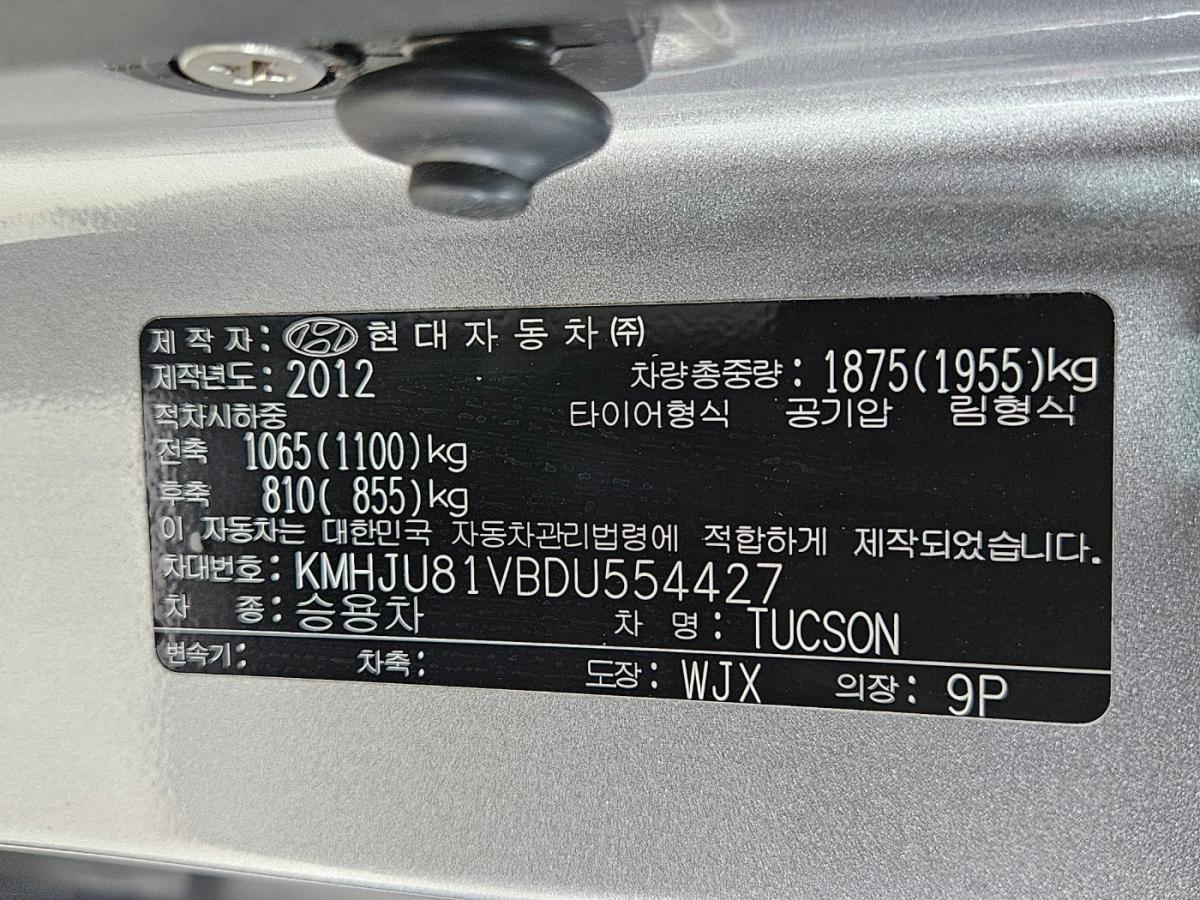 제 작 자 : 현 대 자 동 차 ㈜
제작년도 : 2012 차량총중량 : 1875(1955)kg
적차시하중 타이어형식 공기압 림형식
전축 1065(1100)kg
후축 810( 855)kg
이 자동차는 대한민국 자동차관리법령에 적합하게 제작되었습니다.
차대번호 : KMHJU81VBDU554427
차 종 : 승용차 차 명 : TUCSON
변속기 : 차축 : 도장 : WJX 의장 : 9P